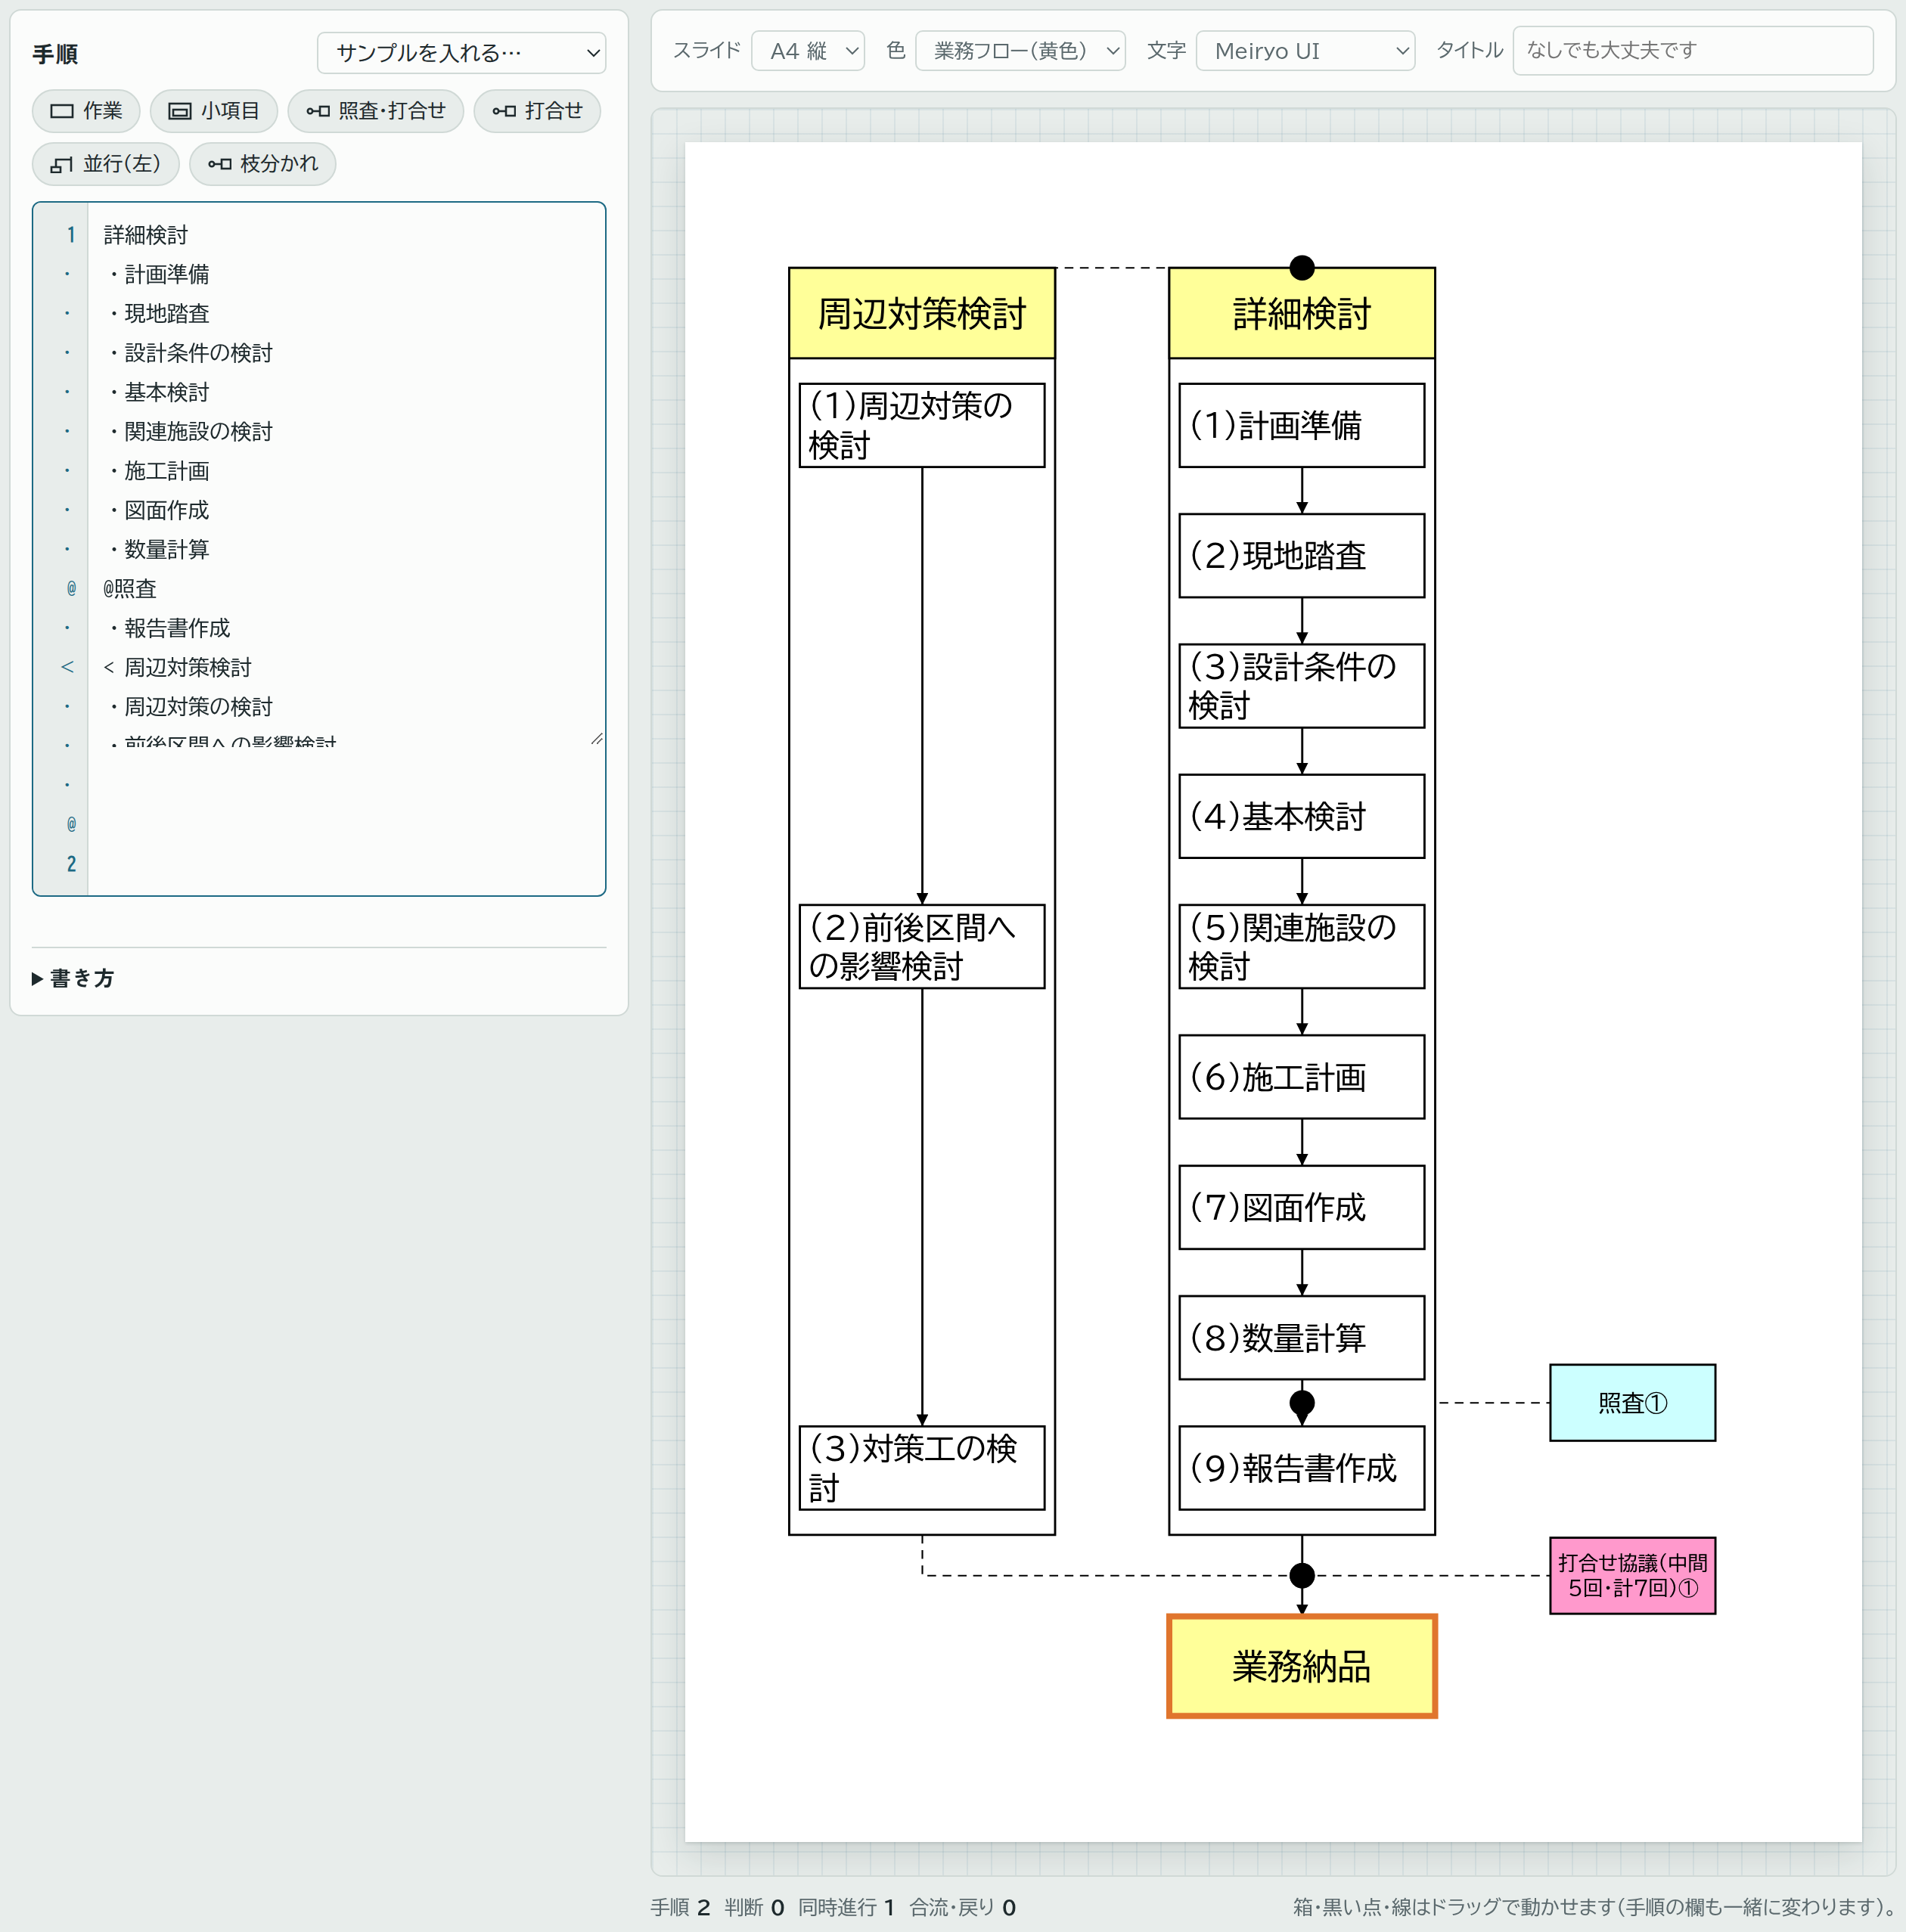 手順
サンプルを入れる…
作業
小項目
照査・打合せ
打合せ
並行(左)
枝分かれ
1 詳細検討
・ ・計画準備
・ ・現地踏査
・ ・設計条件の検討
・ ・基本検討
・ ・関連施設の検討
・ ・施工計画
・ ・図面作成
・ ・数量計算
@ @照査
・ ・報告書作成
< < 周辺対策検討
・ ・周辺対策の検討
・ ・前後区間への影響検討
・
@
2
▶ 書き方
スライド A4 縦 色 業務フロー(黄色) 文字 Meiryo UI タイトル なしでも大丈夫です
周辺対策検討
(1)周辺対策の
検討
(2)前後区間へ
の影響検討
(3)対策工の検
討
詳細検討
(1)計画準備
(2)現地踏査
(3)設計条件の
検討
(4)基本検討
(5)関連施設の
検討
(6)施工計画
(7)図面作成
(8)数量計算
(9)報告書作成
照査①
打合せ協議(中間
5回・計7回)①
業務納品
手順 2 判断 0 同時進行 1 合流・戻り 0
箱・黒い点・線はドラッグで動かせます(手順の欄も一緒に変わります)。